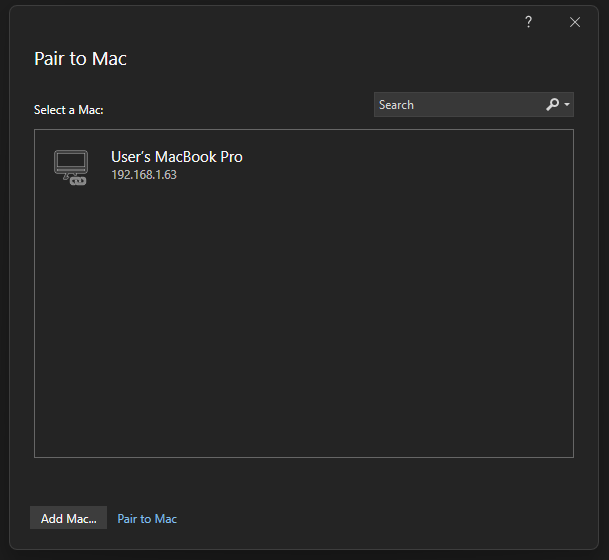 ?
Pair to Mac
Select a Mac:
Search
User’s MacBook Pro
192.168.1.63
Add Mac...
Pair to Mac